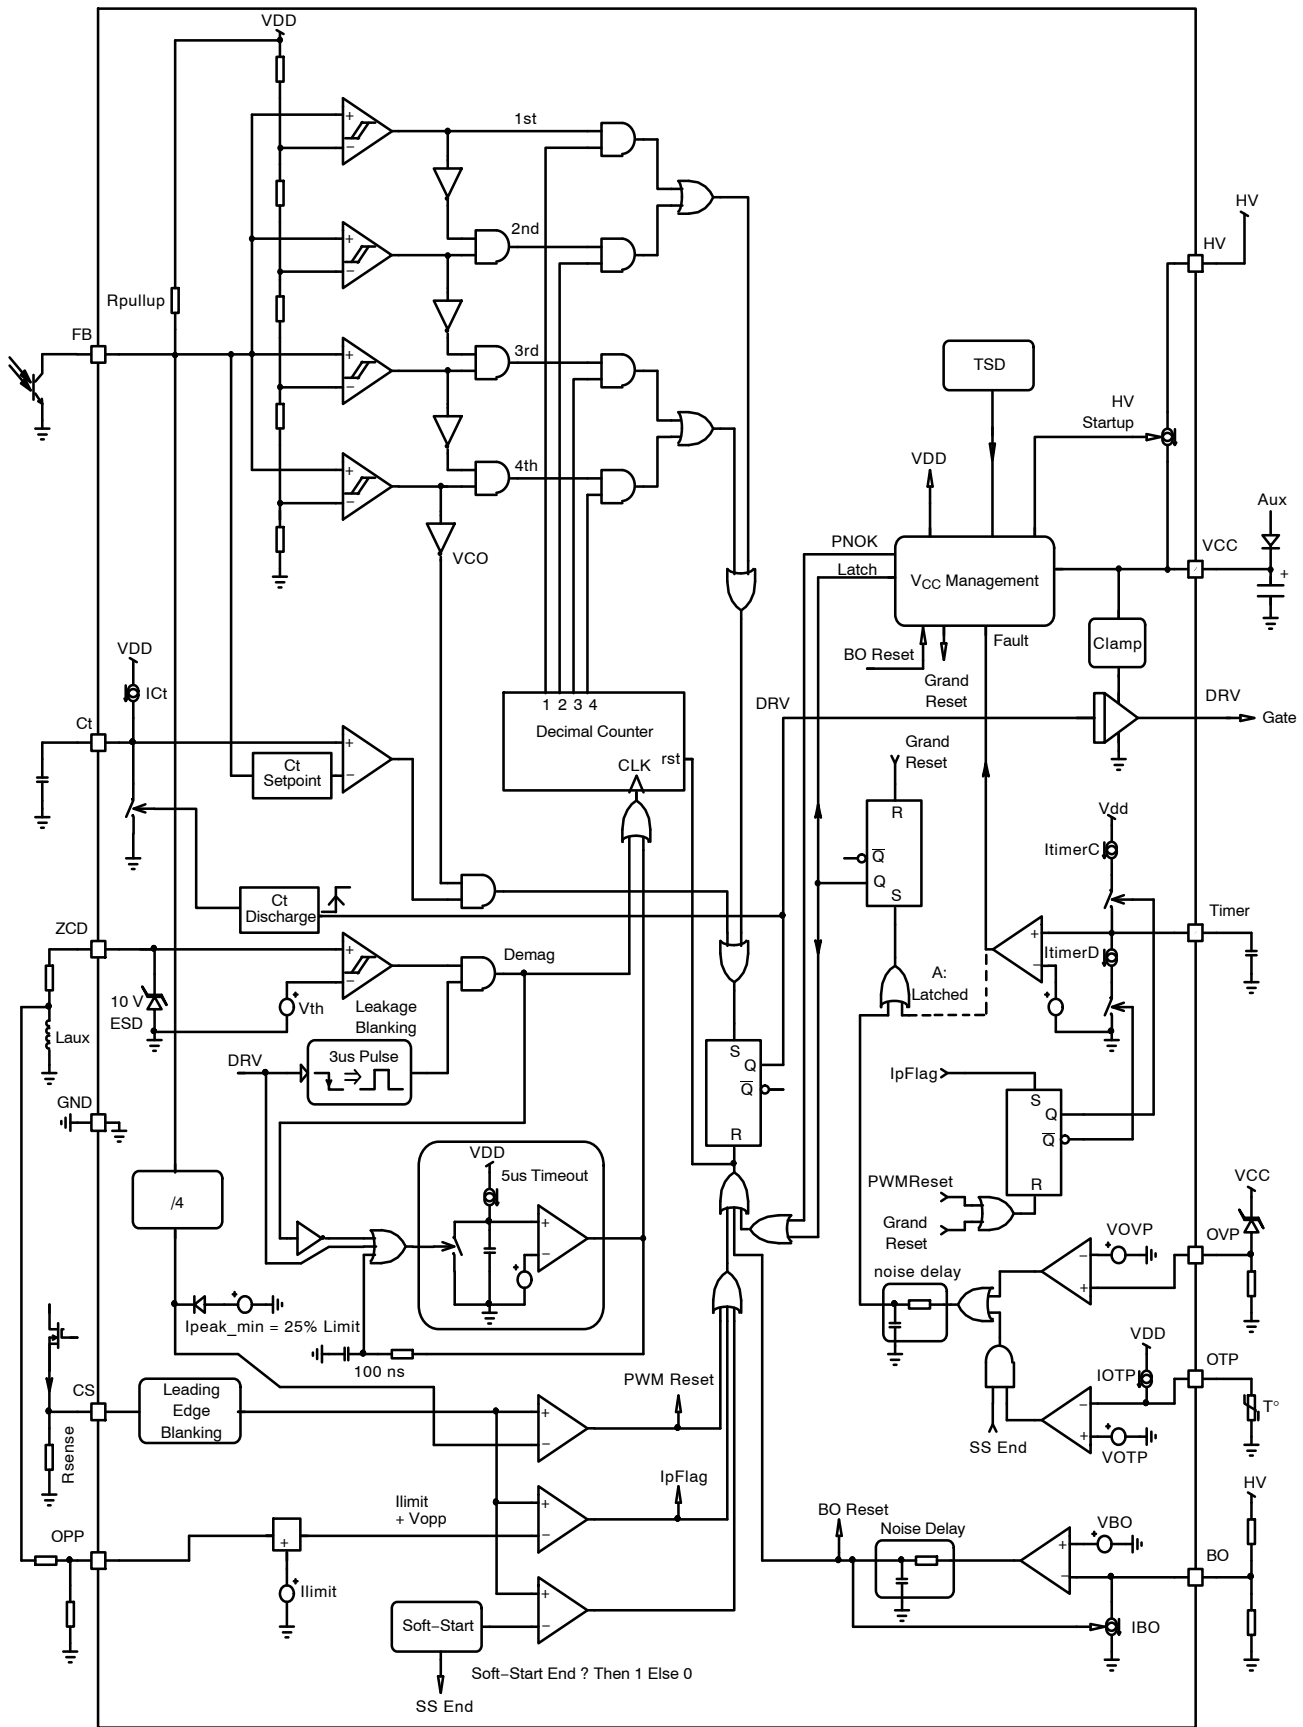 VDD
1st
2nd
HV
HV
Rpullup
FB
3rd
TSD
HV
Startup
4th
VDD
Aux
VCO
PNOK
VCC
Latch
VCC Management
+
Fault
Clamp
BO Reset
Grand
Reset
VDD
ICt
DRV
DRV
Gate
1 2 3 4
Decimal Counter
Ct
+
−
Ct
Setpoint
rst
CLK
Grand
Reset
R
Q
Q
S
Vdd
ItimerC
Ct
Discharge
Timer
ZCD
Demag
+
−
ItimerD
10 V
ESD
Vth
Leakage
Blanking
A:
Latched
Laux
DRV
3us Pulse
⇒
S
Q
Q
R
IpFlag
S
Q
Q
R
GND
VDD
5us Timeout
/4
PWMReset
Grand
Reset
VCC
VOVP
OVP
noise delay
Ipeak_min = 25% Limit
100 ns
VDD
IOTP
OTP
T°
CS
Leading
Edge
Blanking
PWM Reset
SS End
VOTP
Rsense
Ilimit
+ Vopp
IpFlag
HV
BO Reset
OPP
Noise Delay
VBO
BO
Ilimit
Soft−Start
IBO
Soft−Start End ? Then 1 Else 0
SS End